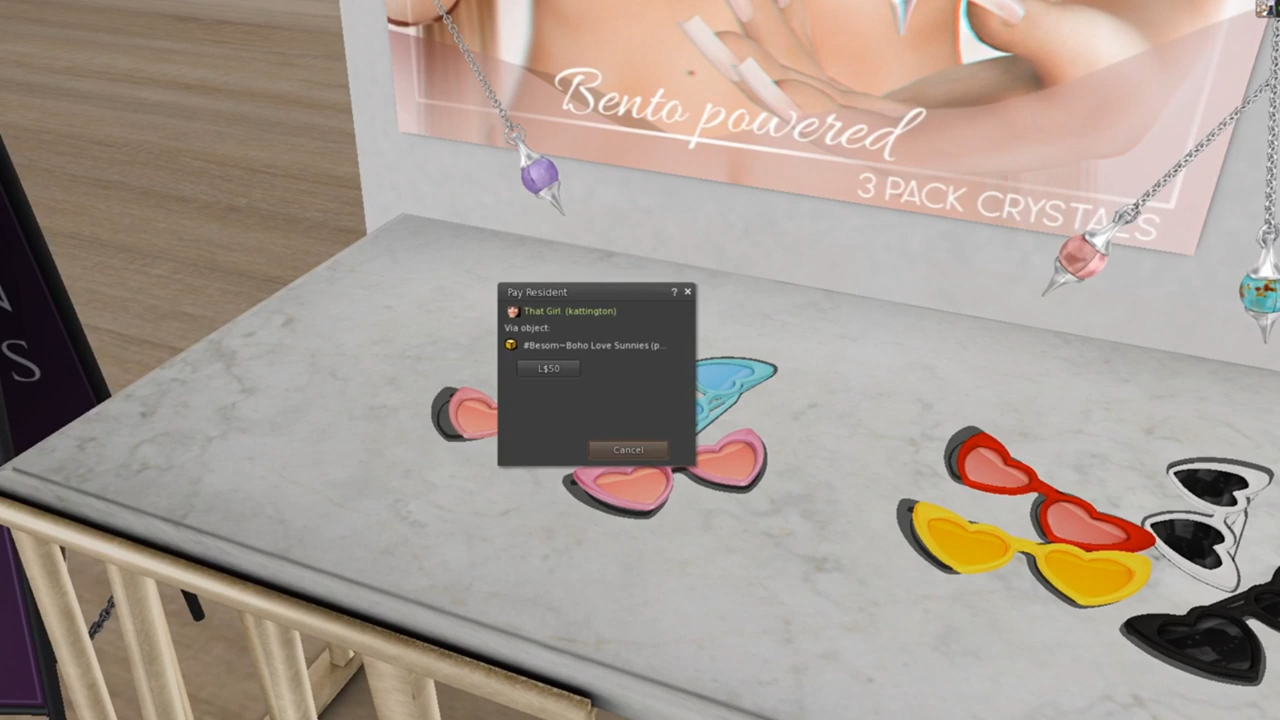 Bento powered
3 PACK CRYSTALS
Pay Resident
? ×
That Girl (kattington)
Via object:
#Besom~Boho Love Sunnies (p...
L$50
Cancel
S